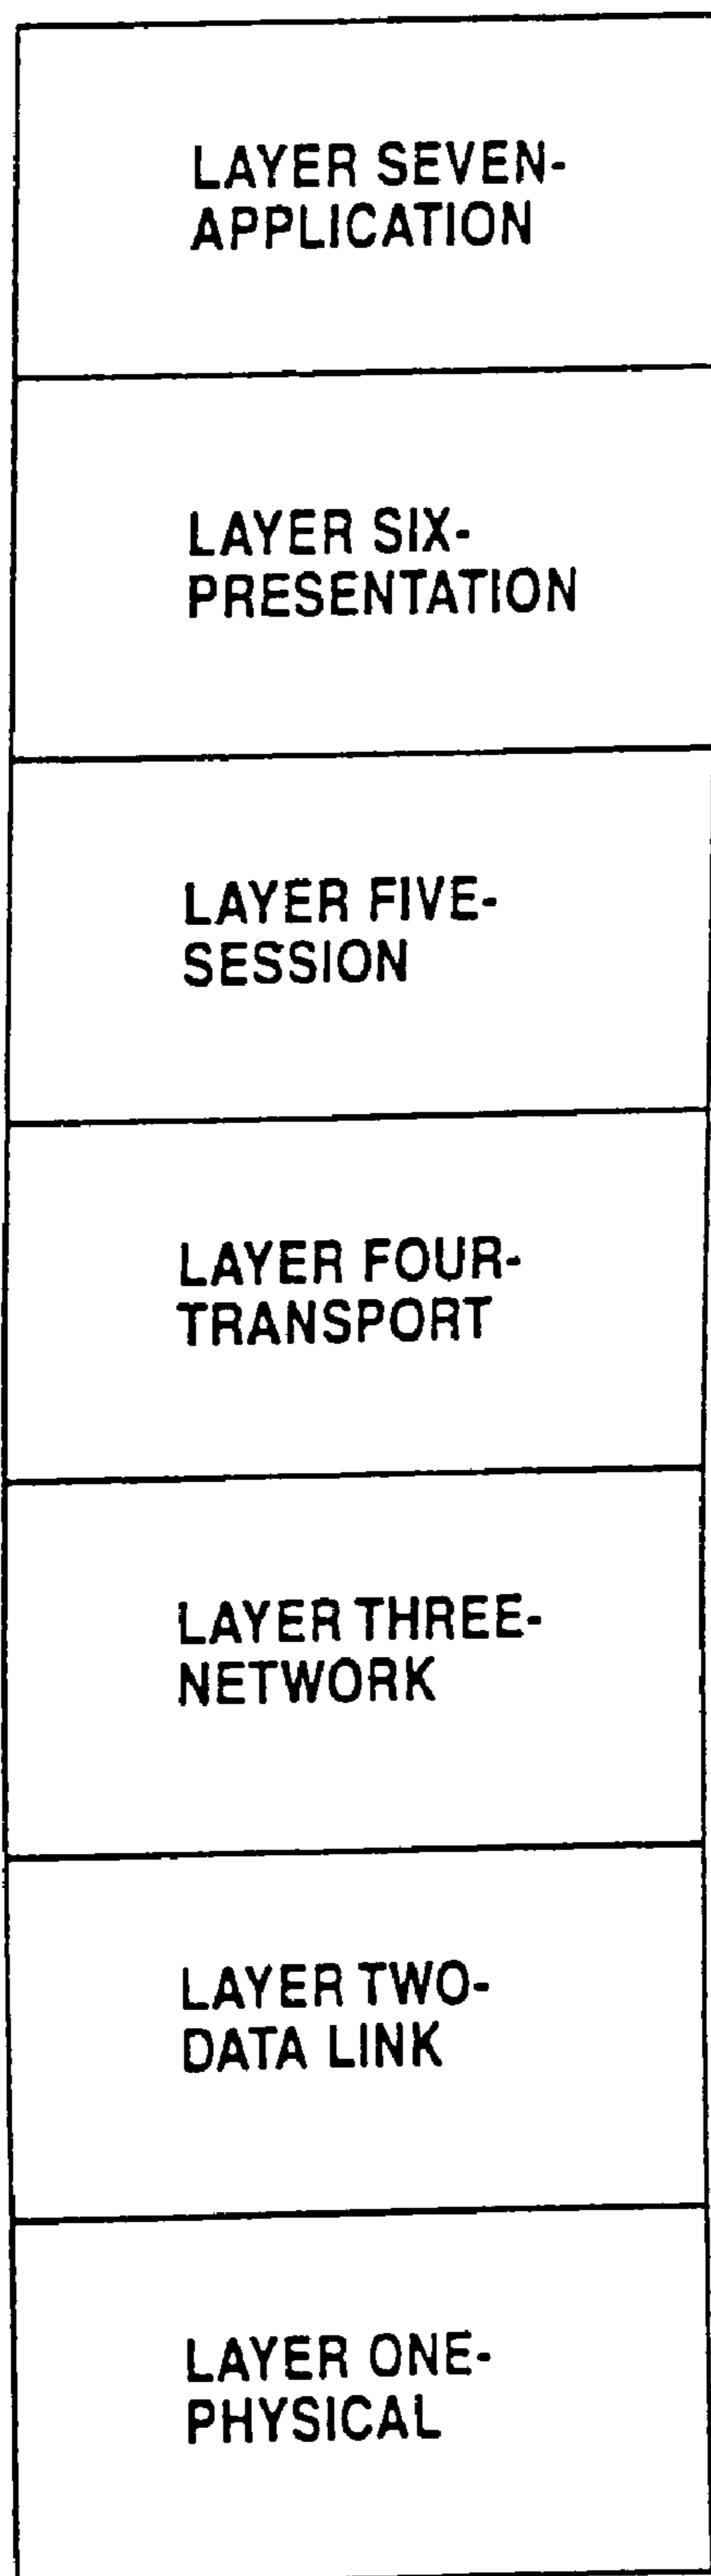 LAYER SEVEN-
APPLICATION
LAYER SIX-
PRESENTATION
LAYER FIVE-
SESSION
LAYER FOUR-
TRANSPORT
LAYER THREE-
NETWORK
LAYER TWO-
DATA LINK
LAYER ONE-
PHYSICAL